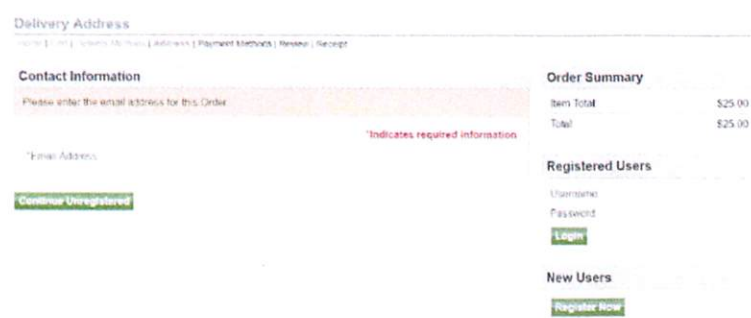 Delivery Address
Address | Payment Methods | Review | Receipt
Contact Information
Please enter the email address for this Order
*Indicates required information
*Email Address
Continue Unregistered
Order Summary
Item Total $25.00
Total $25.00
Registered Users
Username
Password
Login
New Users
Register Now